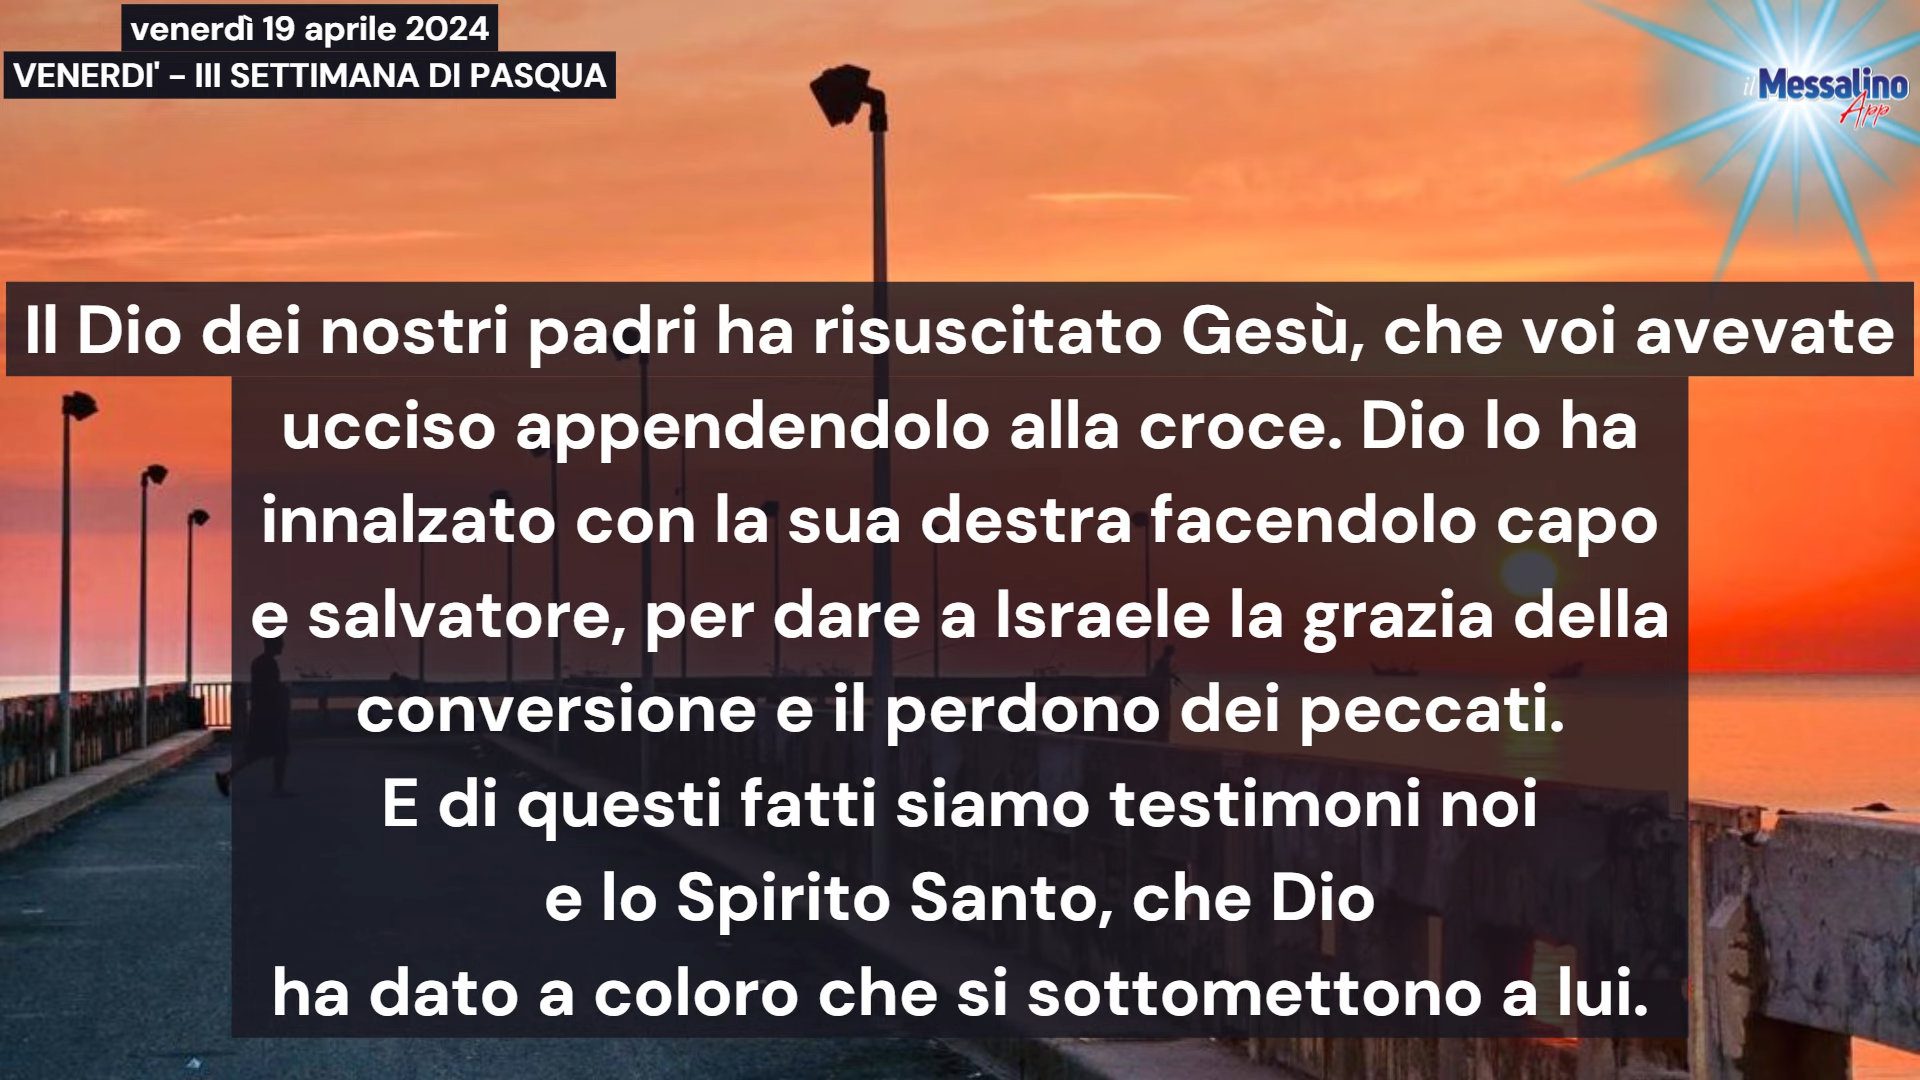 venerdì 19 aprile 2024
VENERDI' - III SETTIMANA DI PASQUA
il Messalino
App
Il Dio dei nostri padri ha risuscitato Gesù, che voi avevate
ucciso appendendolo alla croce. Dio lo ha
innalzato con la sua destra facendolo capo
e salvatore, per dare a Israele la grazia della
conversione e il perdono dei peccati.
E di questi fatti siamo testimoni noi
e lo Spirito Santo, che Dio
ha dato a coloro che si sottomettono a lui.